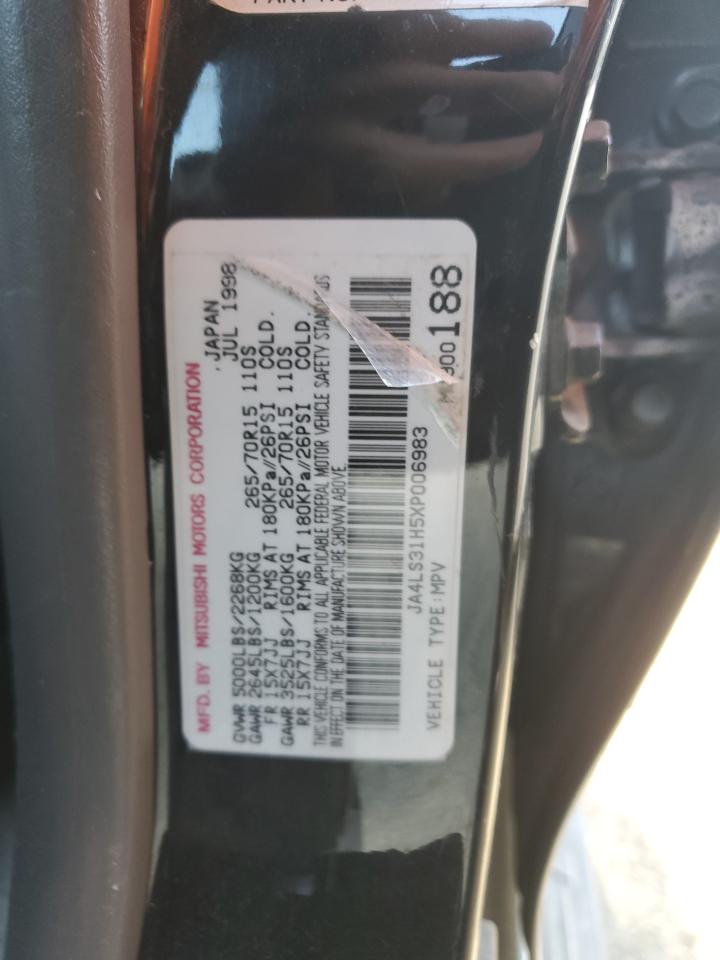 MFD. BY MITSUBISHI MOTORS CORPORATION
JAPAN
JUL 1998
GVWR 5000LBS/2268KG
GAWR 2645LBS/1200KG 265/70R15 110S
FR 15X7JJ RIMS AT 180KPa//26PSI COLD.
GAWR 3525LBS/1600KG 265/70R15 110S
RR 15X7JJ RIMS AT 180KPa//26PSI COLD.
THIS VEHICLE CONFORMS TO ALL APPLICABLE FEDERAL MOTOR VEHICLE SAFETY STANDARDS
IN EFFECT ON THE DATE OF MANUFACTURE SHOWN ABOVE
JA4LS31H5XP006983
VEHICLE TYPE:MPV
188